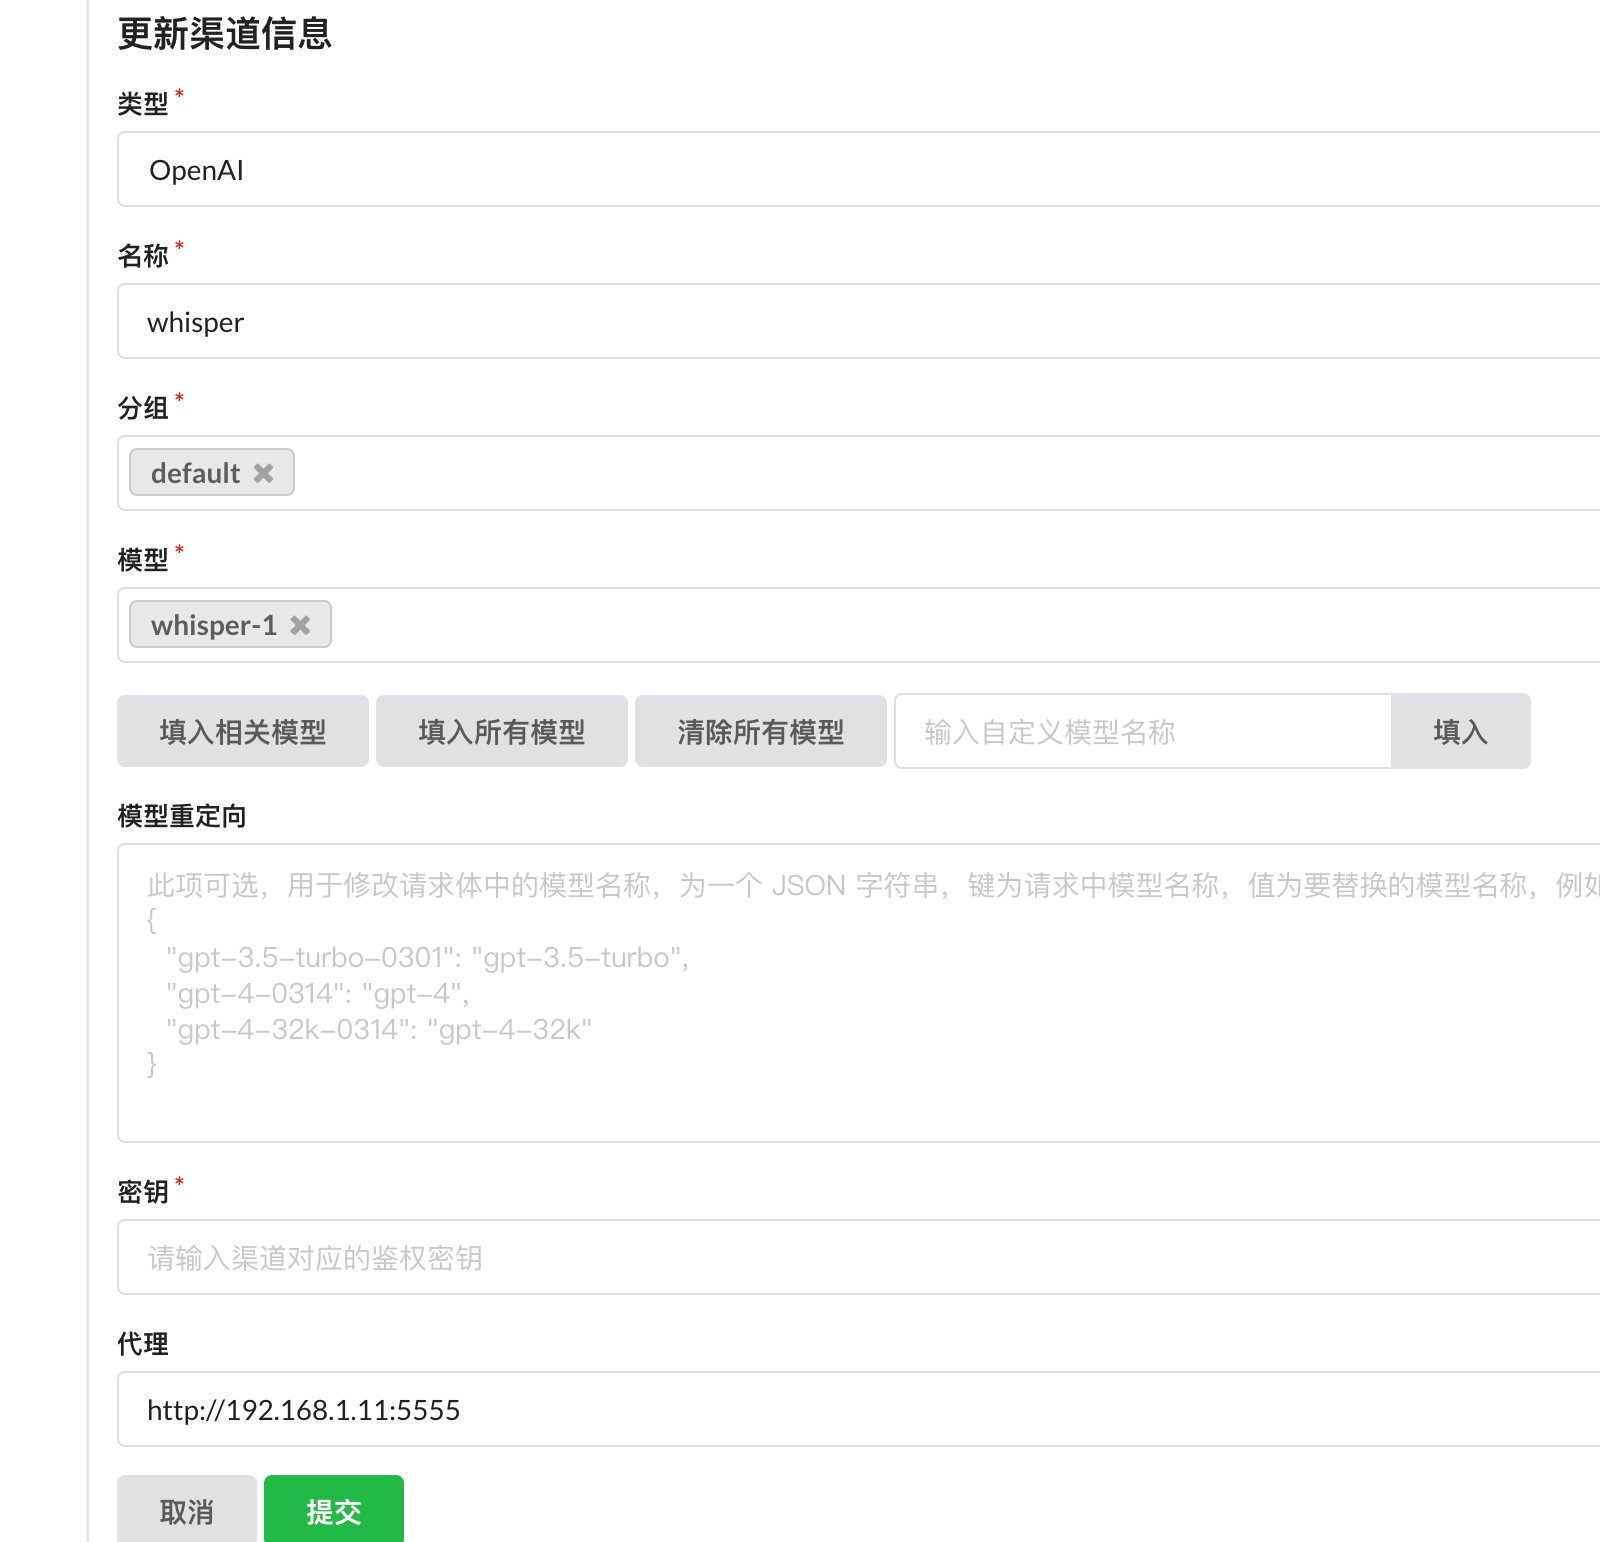 更新渠道信息
类型 *
OpenAI
名称 *
whisper
分组 *
default ✖
模型 *
whisper-1 ✖
填入相关模型 填入所有模型 清除所有模型 输入自定义模型名称 填入
模型重定向
此项可选，用于修改请求体中的模型名称，为一个 JSON 字符串，键为请求中模型名称，值为要替换的模型名称，例如
{
"gpt-3.5-turbo-0301": "gpt-3.5-turbo",
"gpt-4-0314": "gpt-4",
"gpt-4-32k-0314": "gpt-4-32k"
}
密钥 *
请输入渠道对应的鉴权密钥
代理
http://192.168.1.11:5555
取消 提交